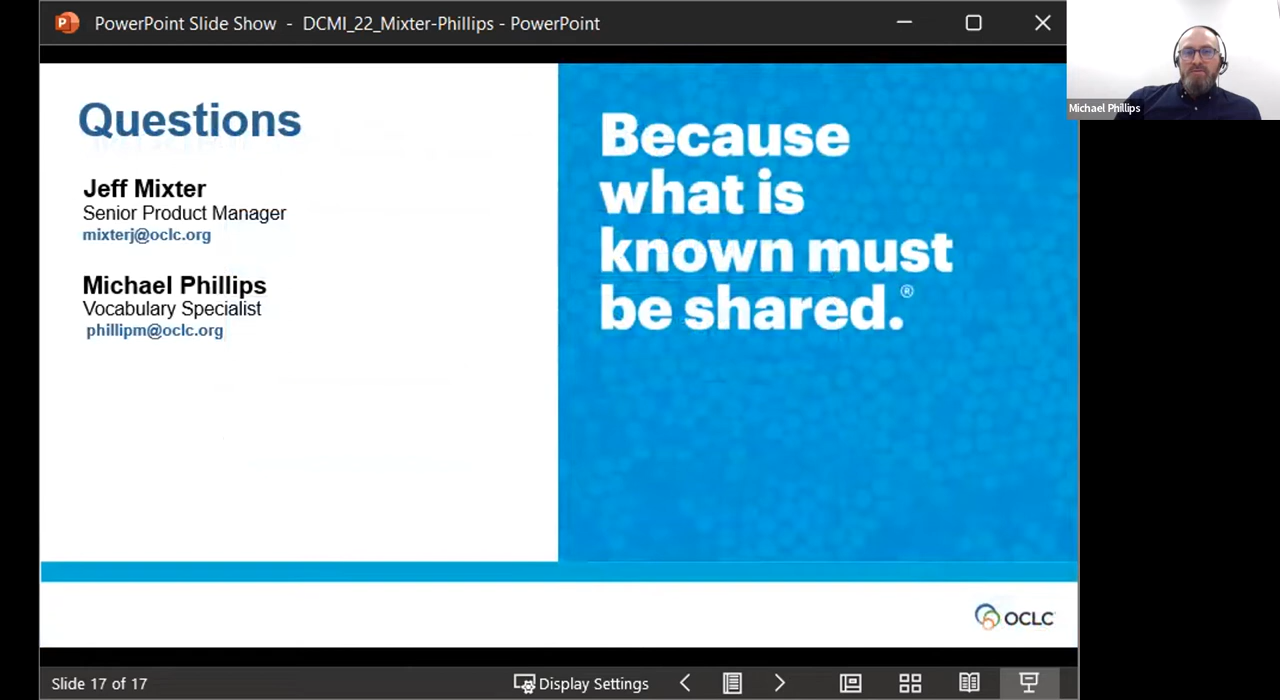 PowerPoint Slide Show - DCMI_22_Mixter-Phillips - PowerPoint
Michael Phillips
Questions
Jeff Mixter
Senior Product Manager
mixterj@oclc.org
Michael Phillips
Vocabulary Specialist
phillipm@oclc.org
Because
what is
known must
be shared.®
OCLC
Slide 17 of 17
Display Settings